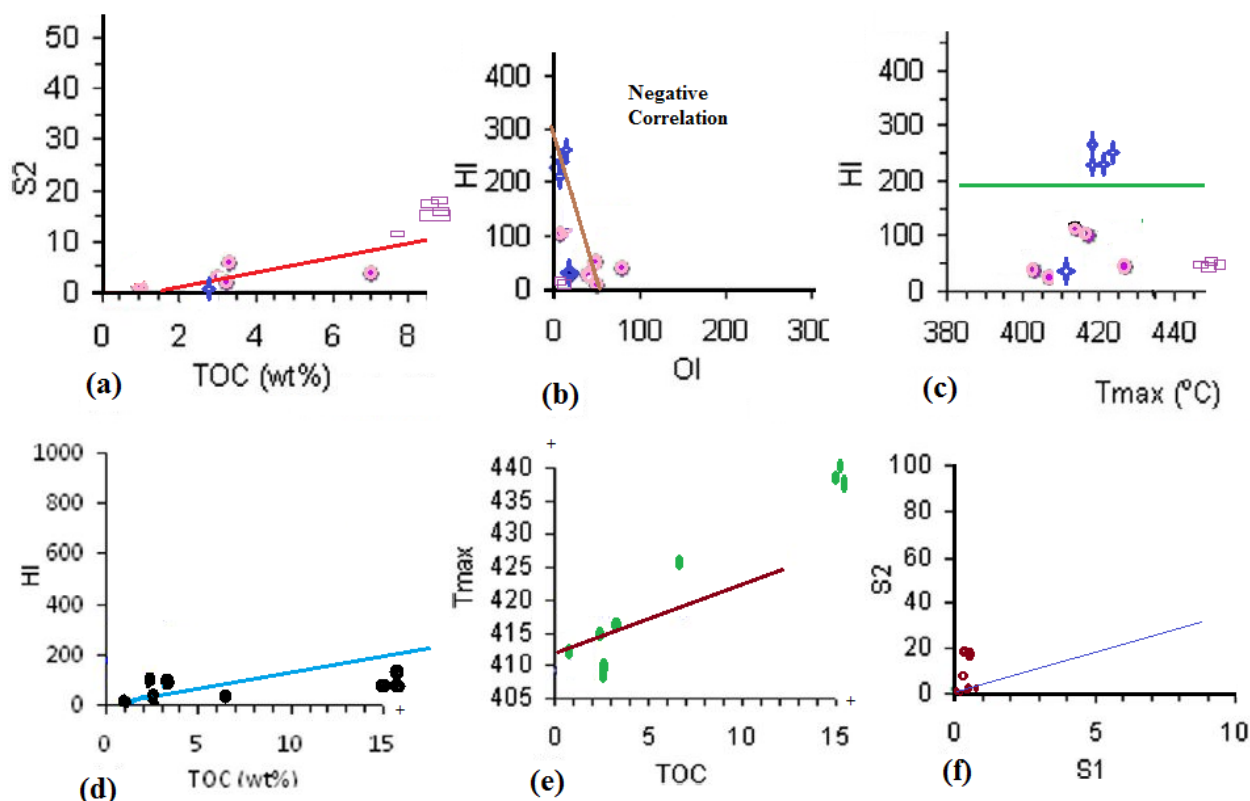 50
40
30
20
10
0
S2
0 2 4 6 8
TOC (wt%)
(a)
400
300
200
100
0
HI
Negative
Correlation
0 100 200 300
OI
(b)
400
300
200
100
0
HI
380 400 420 440
Tmax (°C)
(c)
1000
800
600
400
200
0
HI
0 5 10 15
+
TOC (wt%)
(d)
+
440
435
430
425
420
415
410
405
Tmax
+
0 5 10 15
TOC
(e)
100
80
60
40
20
0
S2
0 5 10
S1
(f)